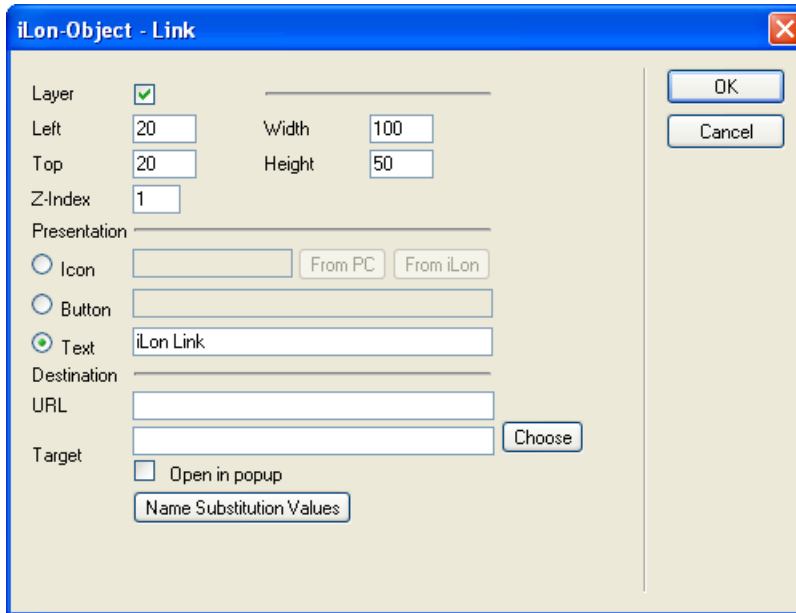 iLon-Object - Link
Layer
OK
Left 20 Width 100
Cancel
Top 20 Height 50
Z-Index 1
Presentation
Icon From PC From iLon
Button
Text iLon Link
Destination
URL
Choose
Target
Open in popup
Name Substitution Values